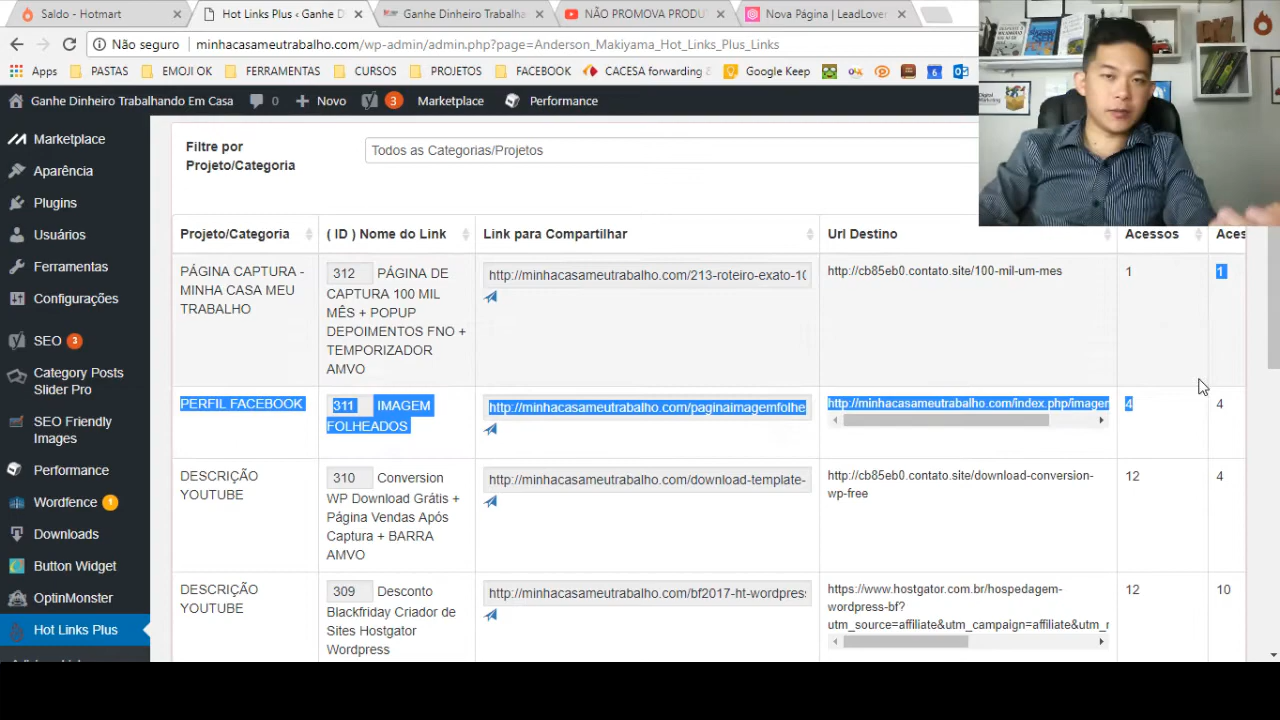 Saldo - Hotmart
Hot Links Plus ‹ Ganhe D
Ganhe Dinheiro Trabalha
NÃO PROMOVA PRODU
Nova Página | LeadLover
Não seguro
minhacasameutrabalho.com/wp-admin/admin.php?page=Anderson_Makiyama_Hot_Links_Plus_Links
Apps
PASTAS
EMOJI OK
FERRAMENTAS
CURSOS
PROJETOS
FACEBOOK
CACESA forwarding
Google Keep
Ganhe Dinheiro Trabalhando Em Casa
0
Novo
3
Marketplace
Performance
Marketplace
Aparência
Plugins
Usuários
Ferramentas
Configurações
SEO 3
Category Posts
Slider Pro
SEO Friendly
Images
Performance
Wordfence 1
Downloads
Button Widget
OptinMonster
Hot Links Plus
Filtre por
Projeto/Categoria
Todos as Categorias/Projetos
Projeto/Categoria
( ID ) Nome do Link
Link para Compartilhar
Url Destino
Acessos
Aces
PÁGINA CAPTURA -
MINHA CASA MEU
TRABALHO
312 PÁGINA DE
CAPTURA 100 MIL
MÊS + POPUP
DEPOIMENTOS FNO +
TEMPORIZADOR
AMVO
http://minhacasameutrabalho.com/213-roteiro-exato-10
http://cb85eb0.contato.site/100-mil-um-mes
1
1
PERFIL FACEBOOK
311 IMAGEM
FOLHEADOS
http://minhacasameutrabalho.com/paginaimagemfolhe
http://minhacasameutrabalho.com/index.php/imagem
4
4
DESCRIÇÃO
YOUTUBE
310 Conversion
WP Download Grátis +
Página Vendas Após
Captura + BARRA
AMVO
http://minhacasameutrabalho.com/download-template-
http://cb85eb0.contato.site/download-conversion-
wp-free
12
4
DESCRIÇÃO
YOUTUBE
309 Desconto
Blackfriday Criador de
Sites Hostgator
Wordpress
http://minhacasameutrabalho.com/bf2017-ht-wordpress
https://www.hostgator.com.br/hospedagem-
wordpress-bf?
utm_source=affiliate&utm_campaign=affiliate&utm_r
12
10